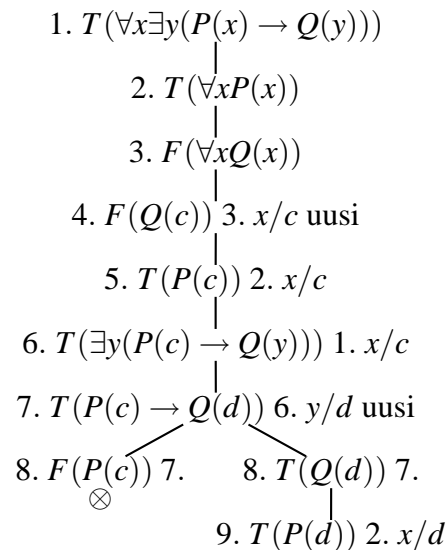 1. T(∀x∃y(P(x) → Q(y)))
2. T(∀xP(x))
3. F(∀xQ(x))
4. F(Q(c)) 3. x/c uusi
5. T(P(c)) 2. x/c
6. T(∃y(P(c) → Q(y))) 1. x/c
7. T(P(c) → Q(d)) 6. y/d uusi
8. F(P(c)) 7. 8. T(Q(d)) 7.
⊗
9. T(P(d)) 2. x/d